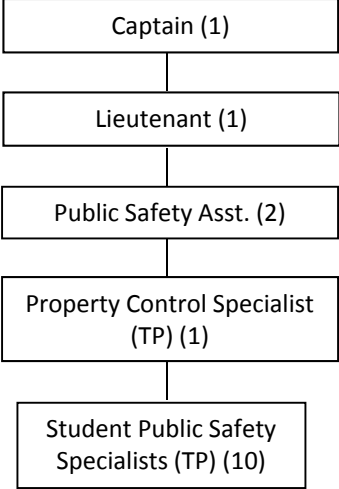 Captain (1)
Lieutenant (1)
Public Safety Asst. (2)
Property Control Specialist
(TP) (1)
Student Public Safety
Specialists (TP) (10)